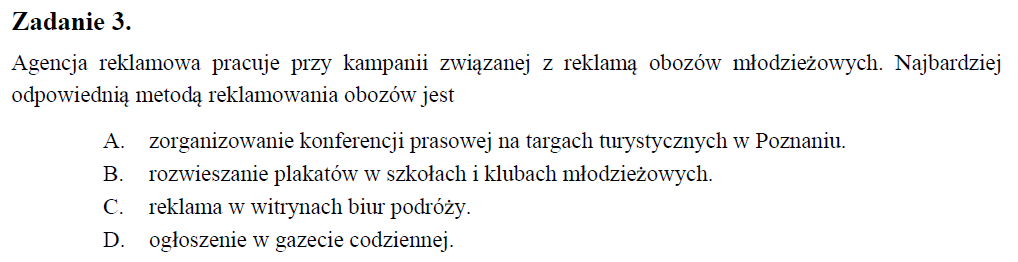 Zadanie 3.
Agencja reklamowa pracuje przy kampanii związanej z reklamą obozów młodzieżowych. Najbardziej
odpowiednią metodą reklamowania obozów jest
A. zorganizowanie konferencji prasowej na targach turystycznych w Poznaniu.
B. rozwieszanie plakatów w szkołach i klubach młodzieżowych.
C. reklama w witrynach biur podróży.
D. ogłoszenie w gazecie codziennej.